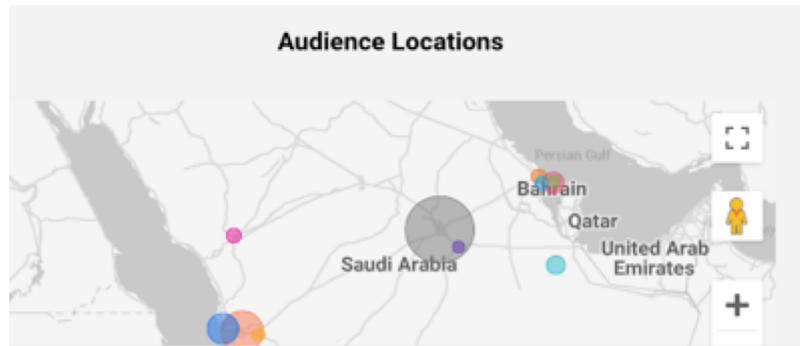 Audience Locations
Persian Gulf
Bahrain
Qatar
Saudi Arabia
United Arab
Emirates
+